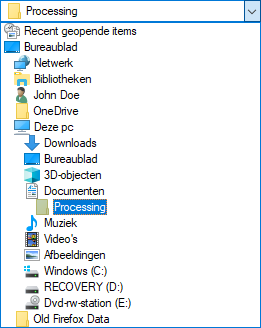 Processing
Recent geopende items
Bureaublad
Netwerk
Bibliotheken
John Doe
OneDrive
Deze pc
Downloads
Bureaublad
3D-objecten
Documenten
Processing
Muziek
Video's
Afbeeldingen
Windows (C:)
RECOVERY (D:)
Dvd-rw-station (E:)
Old Firefox Data